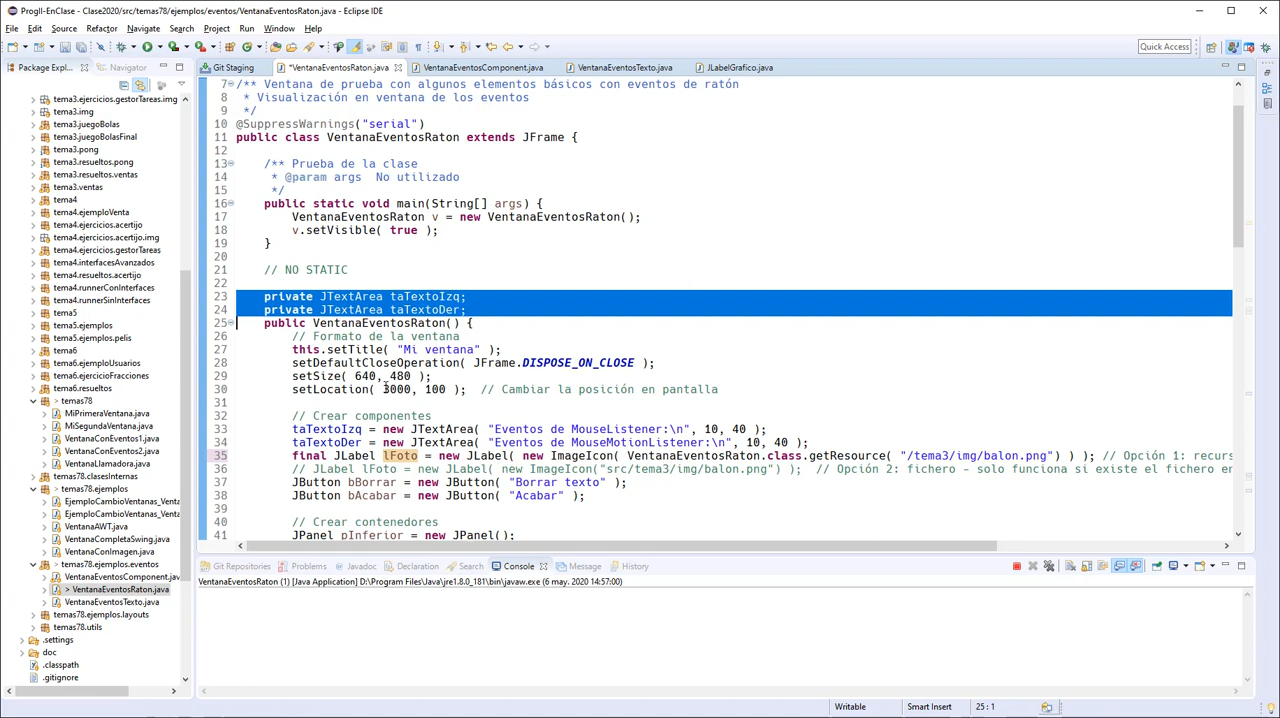 ProgII-EnClase - Clase2020/src/temas78/ejemplos/eventos/VentanaEventosRaton.java - Eclipse IDE
File Edit Source Refactor Navigate Search Project Run Window Help
Quick Access
Package Expl...
Navigator
Git Staging
*VentanaEventosRaton.java
VentanaEventosComponent.java
VentanaEventosTexto.java
JLabelGrafico.java
tema3.ejercicios.gestorTareas.img
tema3.img
tema3.juegoBolas
tema3.juegoBolasFinal
tema3.pong
tema3.resueltos.pong
tema3.resueltos.ventas
tema3.ventas
tema4
tema4.ejemploVenta
tema4.ejercicios.acertijo
tema4.ejercicios.acertijo.img
tema4.ejercicios.gestorTareas
tema4.interfacesAvanzados
tema4.resueltos.acertijo
tema4.runnerConInterfaces
tema4.runnerSinInterfaces
tema5
tema5.ejemplos
tema5.ejemplos.pelis
tema6
tema6.ejemploUsuarios
tema6.ejercicioFracciones
tema6.resueltos
temas78
MiPrimeraVentana.java
MiSegundaVentana.java
VentanaConEventos1.java
VentanaConEventos2.java
VentanaLlamadora.java
temas78.clasesInternas
temas78.ejemplos
EjemploCambioVentanas_Venta
EjemploCambioVentanas_Venta
VentanaAWT.java
VentanaCompletaSwing.java
VentanaConImagen.java
temas78.ejemplos.eventos
VentanaEventosComponent.jav
> VentanaEventosRaton.java
VentanaEventosTexto.java
temas78.ejemplos.layouts
temas78.utils
.settings
doc
.classpath
.gitignore
7 /** Ventana de prueba con algunos elementos básicos con eventos de ratón
8 * Visualización en ventana de los eventos
9 */
10 @SuppressWarnings("serial")
11 public class VentanaEventosRaton extends JFrame {
12
13 /** Prueba de la clase
14 * @param args No utilizado
15 */
16 public static void main(String[] args) {
17 VentanaEventosRaton v = new VentanaEventosRaton();
18 v.setVisible( true );
19 }
20
21 // NO STATIC
22
23 private JTextArea taTextoIzq;
24 private JTextArea taTextoDer;
25 public VentanaEventosRaton() {
26 // Formato de la ventana
27 this.setTitle( "Mi ventana" );
28 setDefaultCloseOperation( JFrame.DISPOSE_ON_CLOSE );
29 setSize( 640, 480 );
30 setLocation( 3000, 100 ); // Cambiar la posición en pantalla
31
32 // Crear componentes
33 taTextoIzq = new JTextArea( "Eventos de MouseListener:\n", 10, 40 );
34 taTextoDer = new JTextArea( "Eventos de MouseMotionListener:\n", 10, 40 );
35 final JLabel lFoto = new JLabel( new ImageIcon( VentanaEventosRaton.class.getResource( "/tema3/img/balon.png" ) ) ); // Opción 1: recurs
36 // JLabel lFoto = new JLabel( new ImageIcon("src/tema3/img/balon.png") ); // Opción 2: fichero - solo funciona si existe el fichero en
37 JButton bBorrar = new JButton( "Borrar texto" );
38 JButton bAcabar = new JButton( "Acabar" );
39
40 // Crear contenedores
41 JPanel pInferior = new JPanel();
Git Repositories Problems Javadoc Declaration Search Console Message History
VentanaEventosRaton (1) [Java Application] D:\Program Files\Java\jre1.8.0_181\bin\javaw.exe (6 may. 2020 14:57:00)
Writable Smart Insert 25 : 1